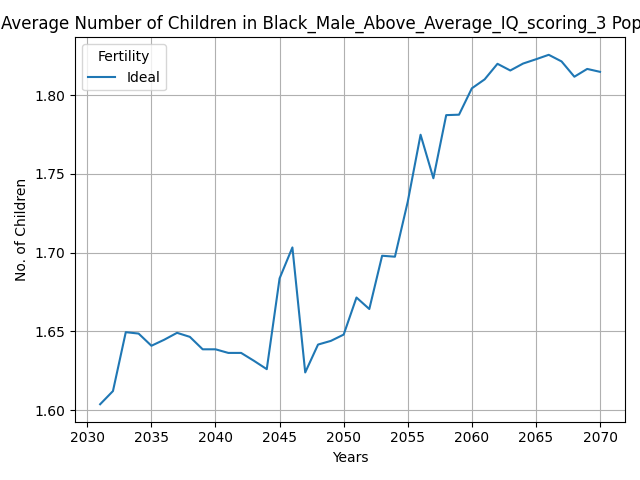 Average Number of Children in Black_Male_Above_Average_IQ_scoring_3 Pop
Fertility
Ideal
No. of Children
1.80
1.75
1.70
1.65
1.60
2030 2035 2040 2045 2050 2055 2060 2065 2070
Years